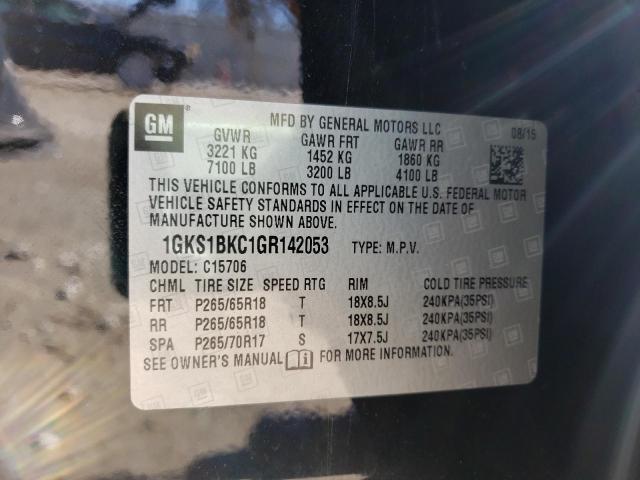 GM
MFD BY GENERAL MOTORS LLC
08/15
GVWR GAWR FRT GAWR RR
3221 KG 1452 KG 1860 KG
7100 LB 3200 LB 4100 LB
THIS VEHICLE CONFORMS TO ALL APPLICABLE U.S. FEDERAL MOTOR
VEHICLE SAFETY STANDARDS IN EFFECT ON THE DATE OF
MANUFACTURE SHOWN ABOVE.
1GKS1BKC1GR142053 TYPE: M.P.V.
MODEL: C15706
CHML TIRE SIZE SPEED RTG RIM COLD TIRE PRESSURE
FRT P265/65R18 T 18X8.5J 240KPA(35PSI)
RR P265/65R18 T 18X8.5J 240KPA(35PSI)
SPA P265/70R17 S 17X7.5J 240KPA(35PSI)
SEE OWNER'S MANUAL FOR MORE INFORMATION.